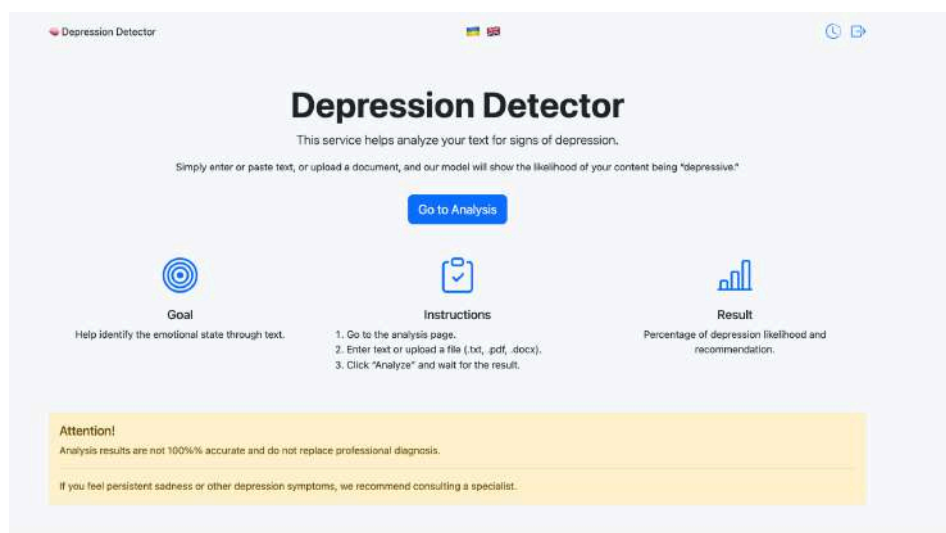 Depression Detector
Depression Detector
This service helps analyze your text for signs of depression.
Simply enter or paste text, or upload a document, and our model will show the likelihood of your content being "depressive."
Go to Analysis
Goal
Help identify the emotional state through text.
Instructions
1. Go to the analysis page.
2. Enter text or upload a file (.txt, .pdf, .docx).
3. Click "Analyze" and wait for the result.
Result
Percentage of depression likelihood and
recommendation.
Attention!
Analysis results are not 100%% accurate and do not replace professional diagnosis.
If you feel persistent sadness or other depression symptoms, we recommend consulting a specialist.